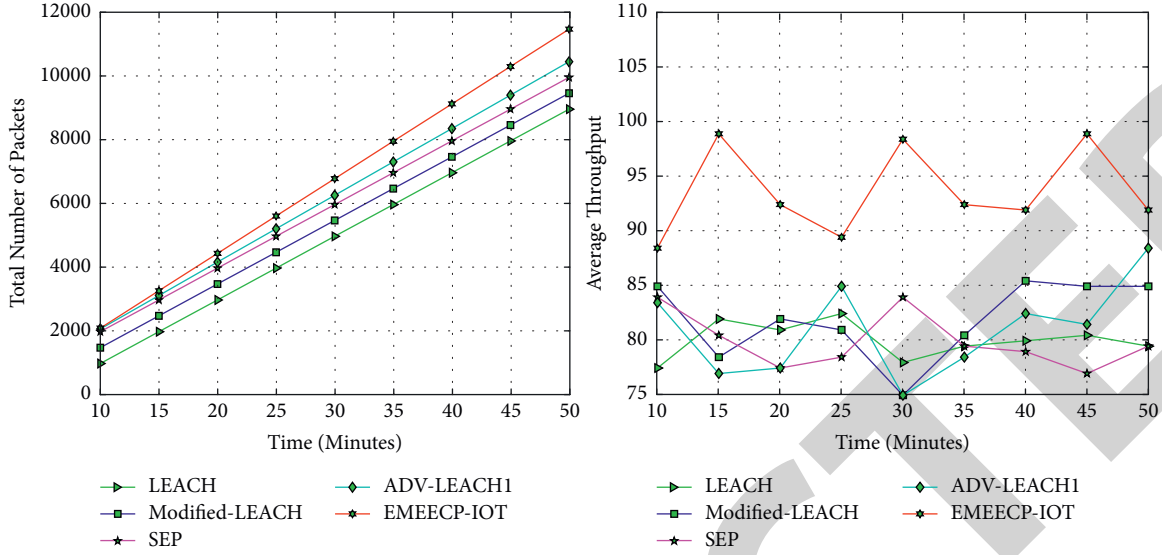 12000
10000
8000
6000
4000
2000
0
Total Number of Packets
10 15 20 25 30 35 40 45 50
Time (Minutes)
LEACH
Modified-LEACH
SEP
ADV-LEACH1
EMEECP-IOT
110
105
100
95
90
85
80
75
Average Throughput
10 15 20 25 30 35 40 45 50
Time (Minutes)
LEACH
Modified-LEACH
SEP
ADV-LEACH1
EMEECP-IOT